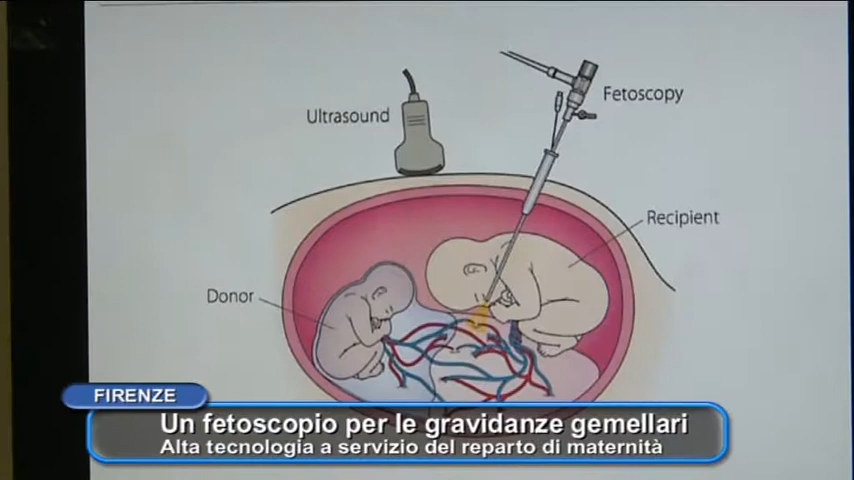 Ultrasound
Fetoscopy
Recipient
Donor
FIRENZE
Un fetoscopio per le gravidanze gemellari
Alta tecnologia a servizio del reparto di maternità